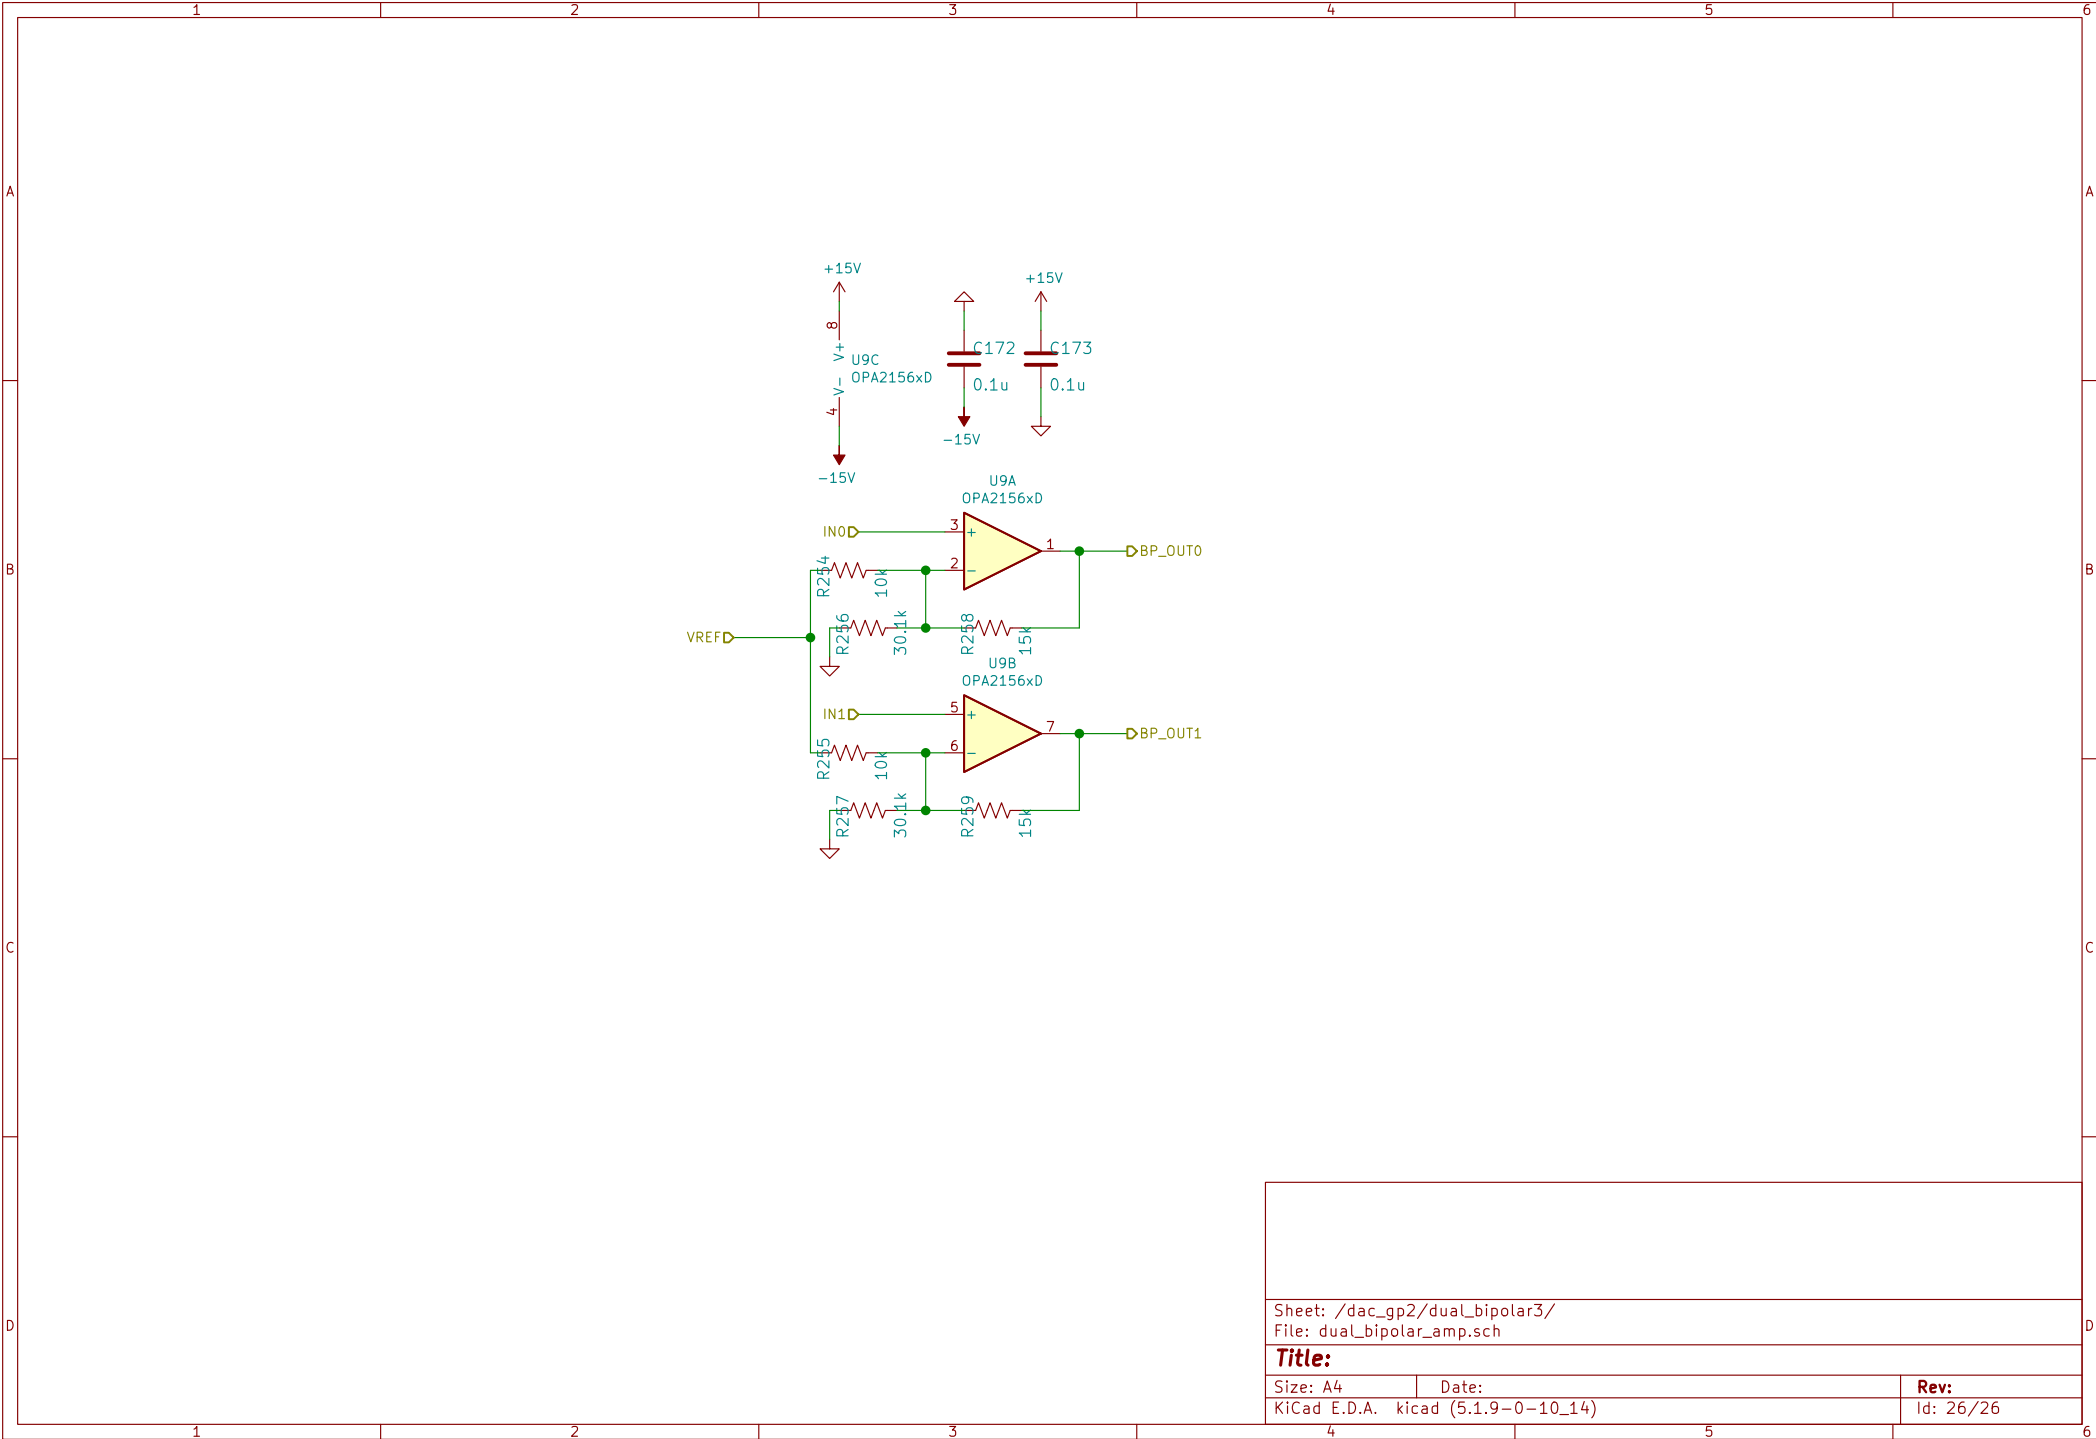 1 2 3 4 5 6
A A
+15V
+15V
8
V+
C172
C173
U9C
OPA2156xD
V-
0.1u
0.1u
4
-15V
-15V
U9A
OPA2156xD
IN0 3 +
1 BP_OUT0
B B
R254 10k 2 -
R256 30.1k R258 15k
VREF
U9B
OPA2156xD
IN1 5 +
7 BP_OUT1
R255 10k 6 -
R257 30.1k R259 15k
C C
Sheet: /dac_gp2/dual_bipolar3/
D D
File: dual_bipolar_amp.sch
Title:
Size: A4 Date: Rev:
KiCad E.D.A. kicad (5.1.9-0-10_14) Id: 26/26
1 2 3 4 5 6